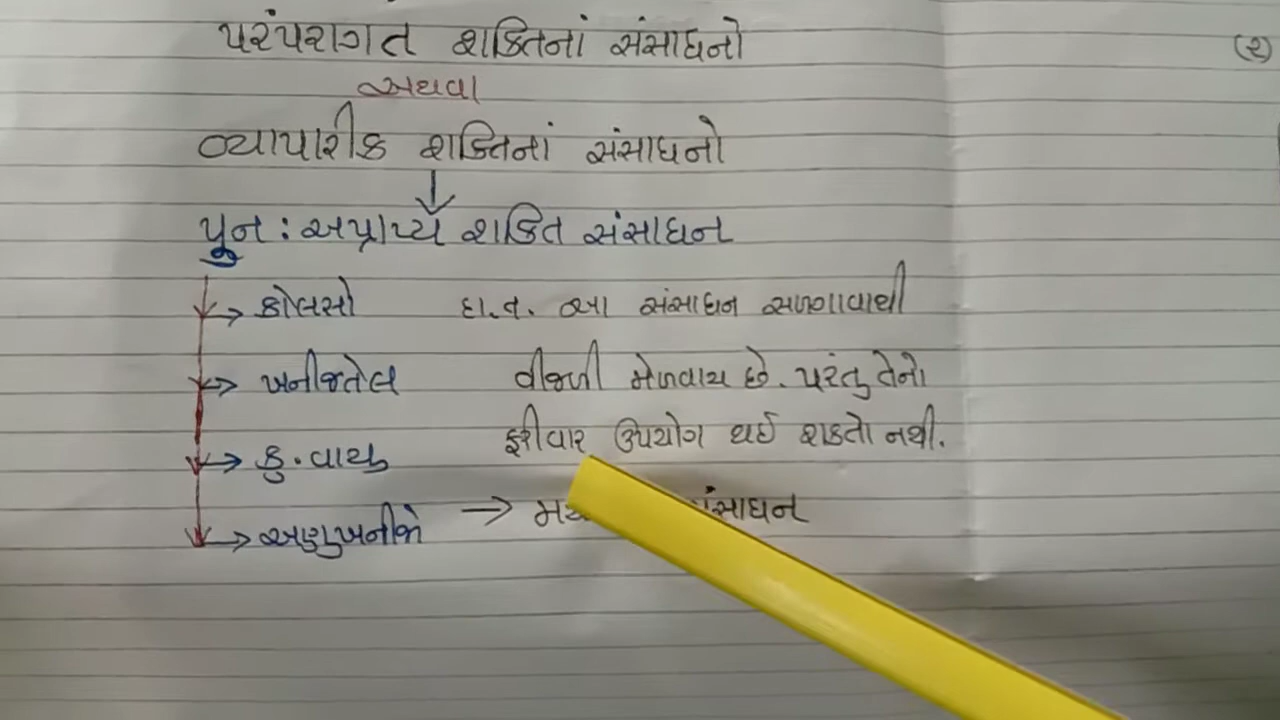 પરંપરાગત શક્તિનાં સંસાધનો
(૨)
અથવા
વ્યાપારીક શક્તિનાં સંસાધનો
↓
પૂન: અપ્રાપ્ય શક્તિ સંસાધન
→ કોલસો
દા.ત. આ સંસાધન સળગાવાથી
→ ખનીજતેલ
વીજળી મેળવાય છે. પરંતુ તેનો
ફરીવાર ઉપયોગ થઈ શકતો નથી.
→ કુ.વાયુ
→ અણુખનીજો
→ સંસાધન